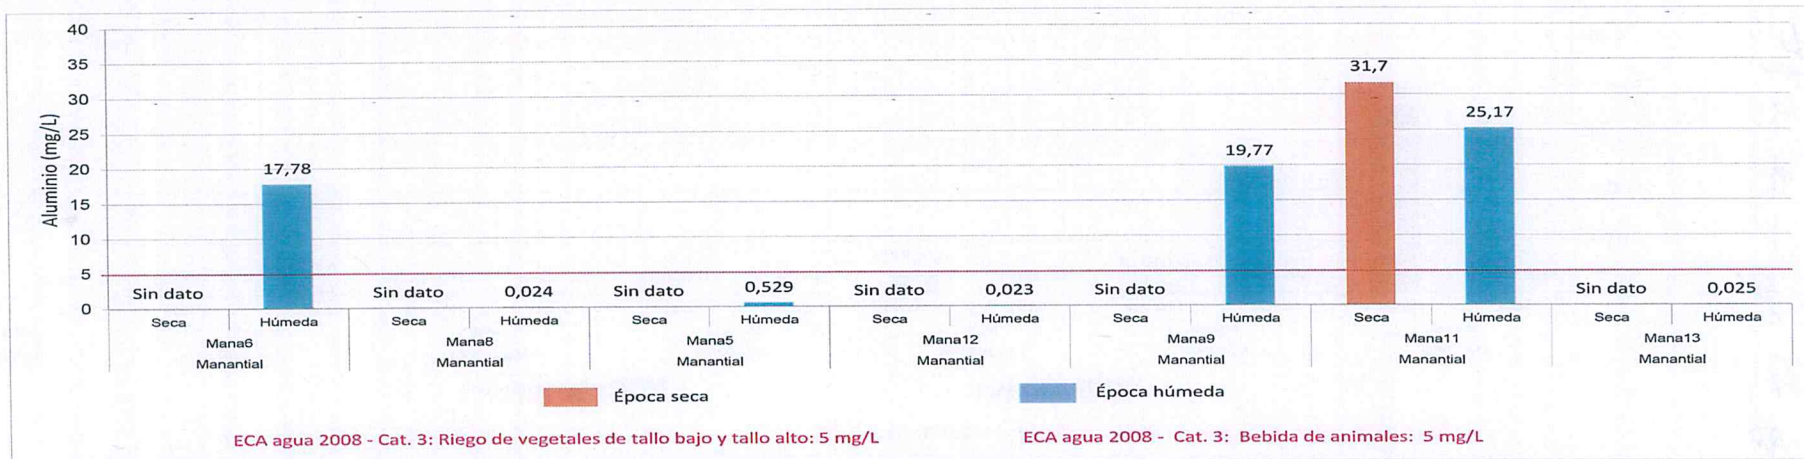 40
35
30
25
20
15
10
5
0
Aluminio (mg/L)
31,7
25,17
19,77
17,78
Sin dato
Sin dato
0,024
Sin dato
0,529
Sin dato
0,023
Sin dato
Sin dato
0,025
Seca Húmeda Seca Húmeda Seca Húmeda Seca Húmeda Seca Húmeda Seca Húmeda Seca Húmeda
Mana6 Mana8 Mana5 Mana12 Mana9 Mana11 Mana13
Manantial Manantial Manantial Manantial Manantial Manantial Manantial
Época seca Época húmeda
ECA agua 2008 - Cat. 3: Riego de vegetales de tallo bajo y tallo alto: 5 mg/L ECA agua 2008 - Cat. 3: Bebida de animales: 5 mg/L